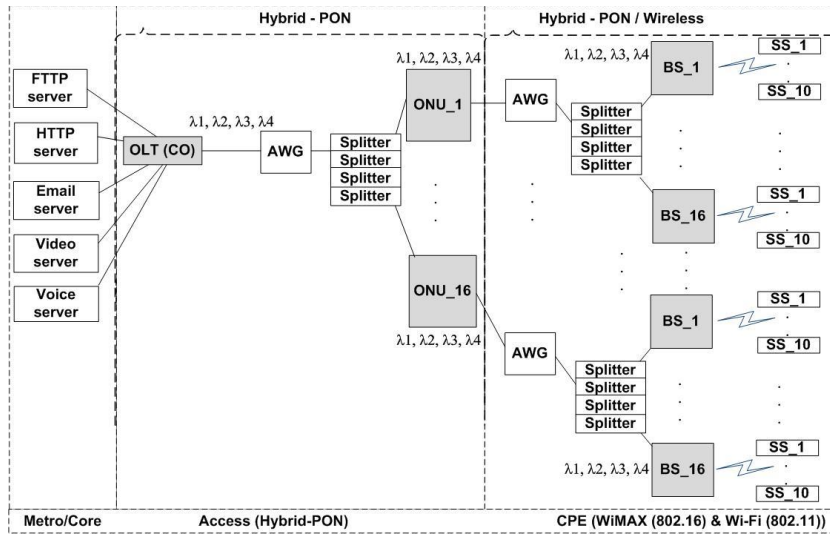 Hybrid - PON
Hybrid - PON / Wireless
FTTP
server
HTTP
server
Email
server
Video
server
Voice
server
OLT (CO)
λ1, λ2, λ3, λ4
AWG
Splitter
Splitter
Splitter
Splitter
λ1, λ2, λ3, λ4
ONU_1
ONU_16
λ1, λ2, λ3, λ4
AWG
λ1, λ2, λ3, λ4
Splitter
Splitter
Splitter
Splitter
BS_1
SS_1
SS_10
BS_16
SS_1
SS_10
AWG
Splitter
Splitter
Splitter
Splitter
λ1, λ2, λ3, λ4
BS_1
SS_1
SS_10
BS_16
SS_1
SS_10
Metro/Core
Access (Hybrid-PON)
CPE (WiMAX (802.16) & Wi-Fi (802.11))